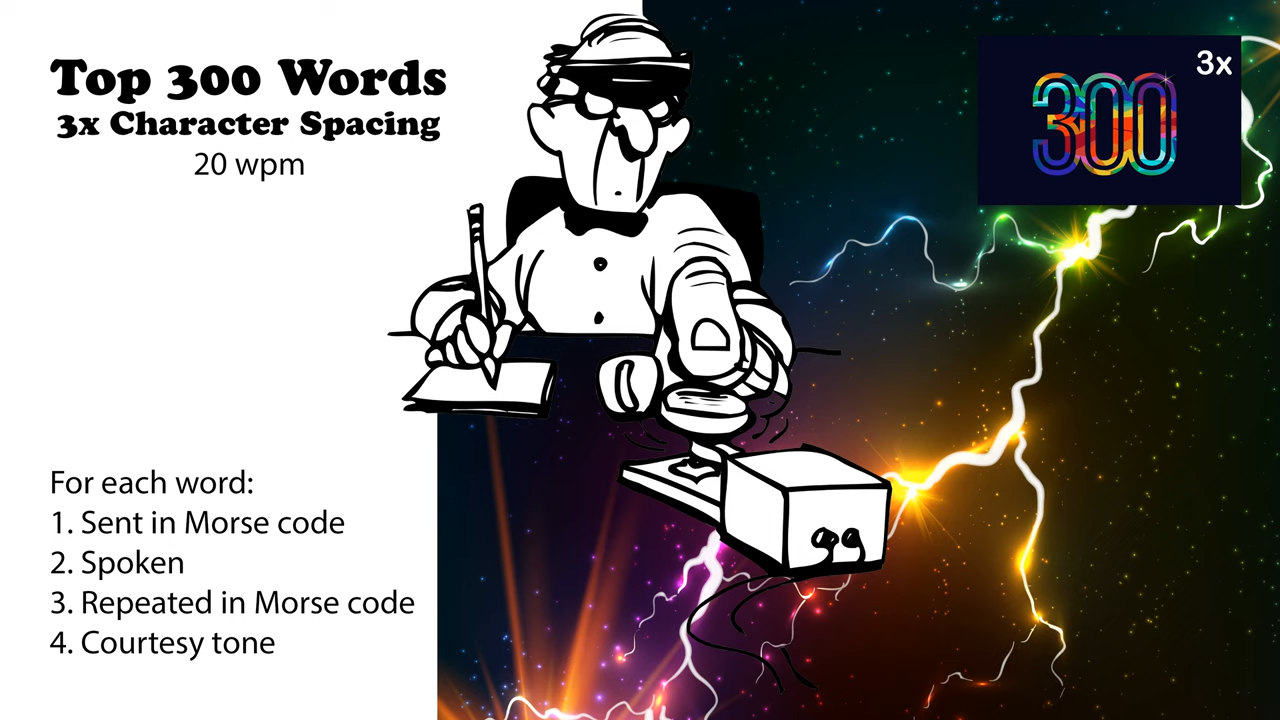 Top 300 Words
3x Character Spacing
20 wpm
3x
300
For each word:
1. Sent in Morse code
2. Spoken
3. Repeated in Morse code
4. Courtesy tone